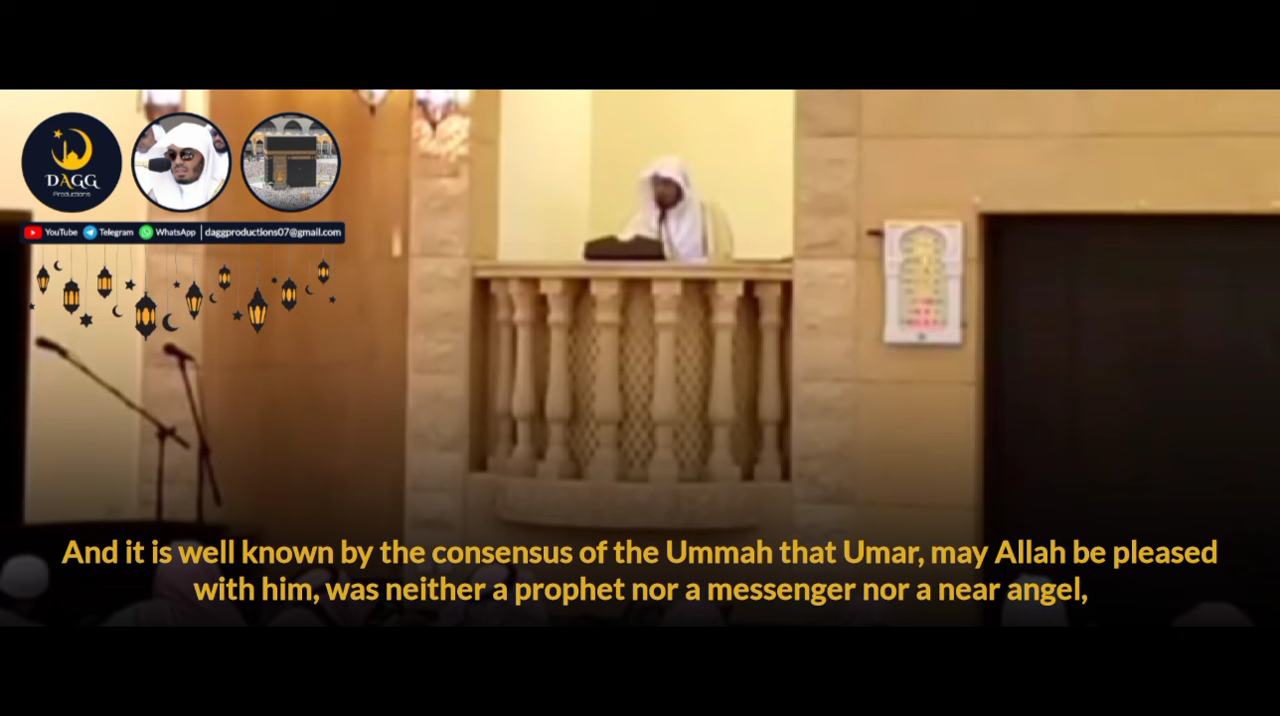 DAGG
Productions
YouTube Telegram WhatsApp | daggproductions07@gmail.com
And it is well known by the consensus of the Ummah that Umar, may Allah be pleased
with him, was neither a prophet nor a messenger nor a near angel,